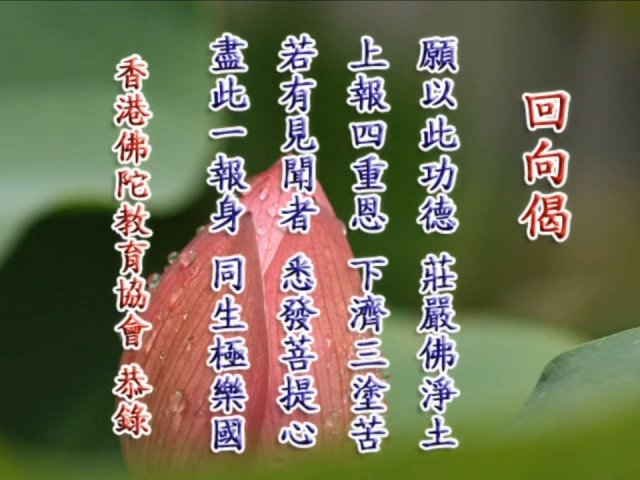 回向偈
願以此功德 莊嚴佛淨土
上報四重恩 下濟三塗苦
若有見聞者 悉發菩提心
盡此一報身 同生極樂國
香港佛陀教育協會 恭錄